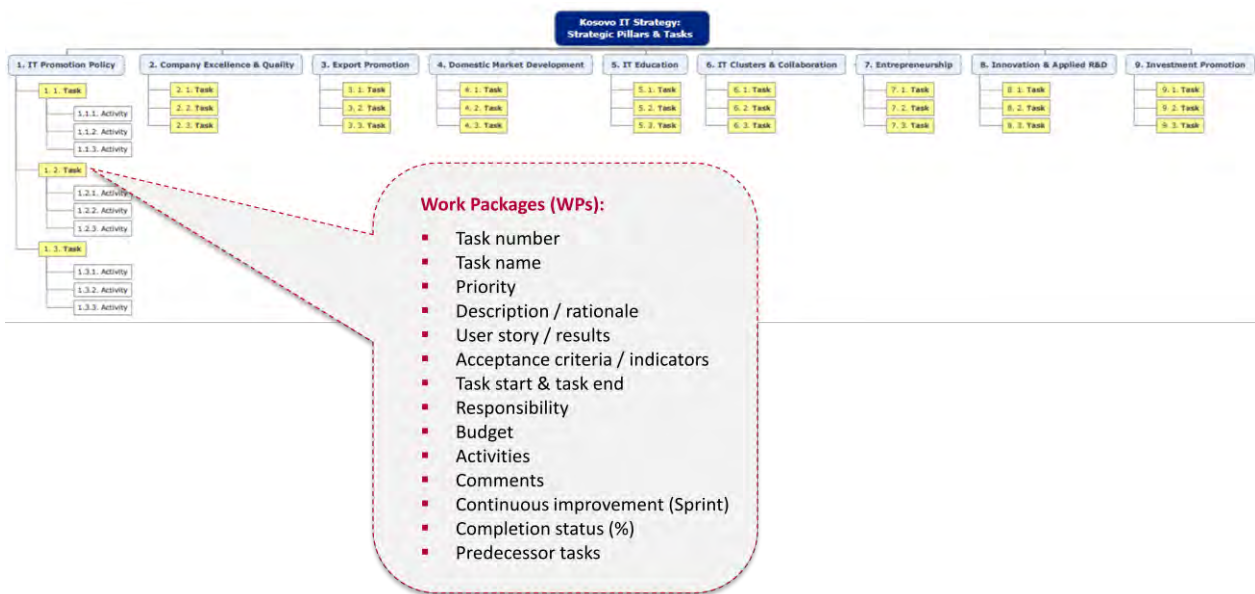 Kosovo IT Strategy:
Strategic Pillars & Tasks
1. IT Promotion Policy
2. Company Excellence & Quality
3. Export Promotion
4. Domestic Market Development
5. IT Education
6. IT Clusters & Collaboration
7. Entrepreneurship
8. Innovation & Applied R&D
9. Investment Promotion
1. 1. Task
1.1.1. Activity
1.1.2. Activity
1.1.3. Activity
1. 2. Task
1.2.1. Activity
1.2.2. Activity
1.2.3. Activity
1. 3. Task
1.3.1. Activity
1.3.2. Activity
1.3.3. Activity
2. 1. Task
2. 2. Task
2. 3. Task
3. 1. Task
3. 2. Task
3. 3. Task
4. 1. Task
4. 2. Task
4. 3. Task
5. 1. Task
5. 2. Task
5. 3. Task
6. 1. Task
6. 2. Task
6. 3. Task
7. 1. Task
7. 2. Task
7. 3. Task
8. 1. Task
8. 2. Task
8. 3. Task
9. 1. Task
9. 2. Task
9. 3. Task
Work Packages (WPs):
▪ Task number
▪ Task name
▪ Priority
▪ Description / rationale
▪ User story / results
▪ Acceptance criteria / indicators
▪ Task start & task end
▪ Responsibility
▪ Budget
▪ Activities
▪ Comments
▪ Continuous improvement (Sprint)
▪ Completion status (%)
▪ Predecessor tasks